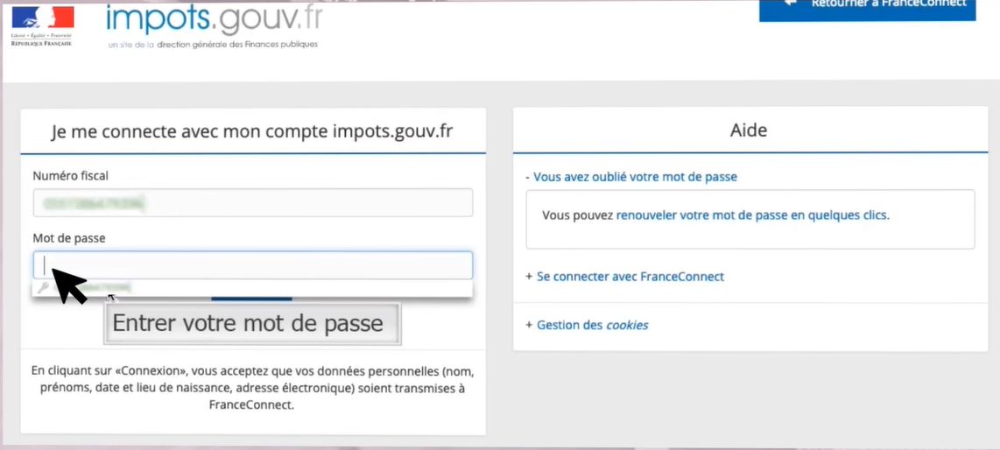 Liberté • Égalité • Fraternité
RÉPUBLIQUE FRANÇAISE
impots.gouv.fr
un site de la direction générale des Finances publiques
Retourner à FranceConnect
Je me connecte avec mon compte impots.gouv.fr
Numéro fiscal
Mot de passe
Entrer votre mot de passe
En cliquant sur «Connexion», vous acceptez que vos données personnelles (nom,
prénoms, date et lieu de naissance, adresse électronique) soient transmises à
FranceConnect.
Aide
- Vous avez oublié votre mot de passe
Vous pouvez renouveler votre mot de passe en quelques clics.
+ Se connecter avec FranceConnect
+ Gestion des cookies